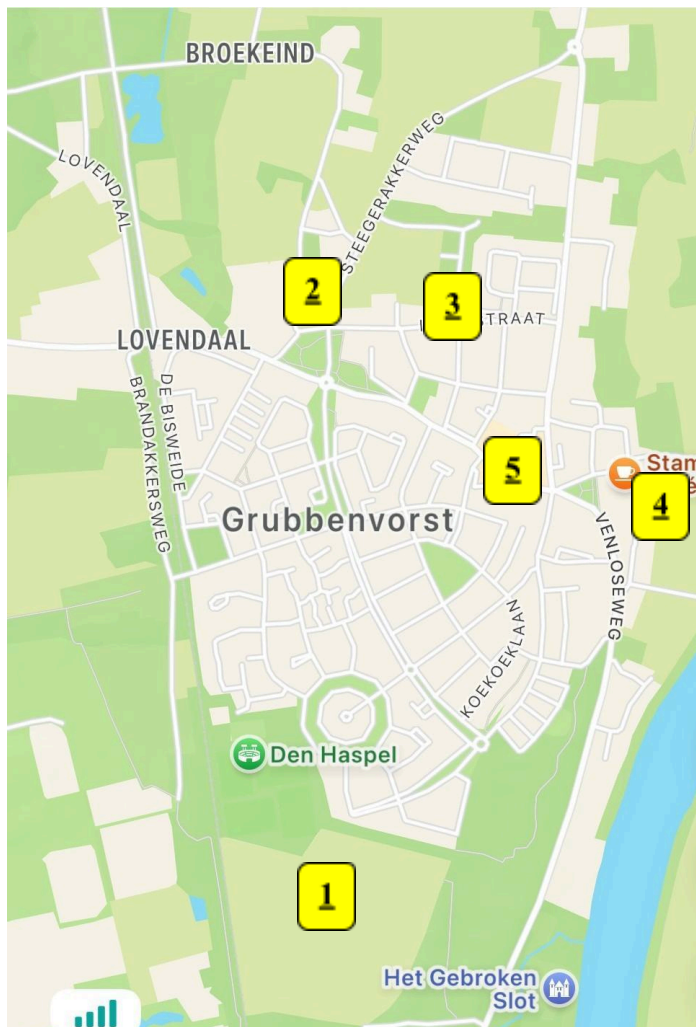 BROEKEIND
LOVENDAAL
STEEGERAKKERWEG
2
3
STRAAT
LOVENDAAL
DE BISWEIDE
BRANDAKKERSWEG
5
Stam
4
Grubbenvorst
VENLOSEWEG
KOEKOEKLAAN
Den Haspel
1
Het Gebroken
Slot